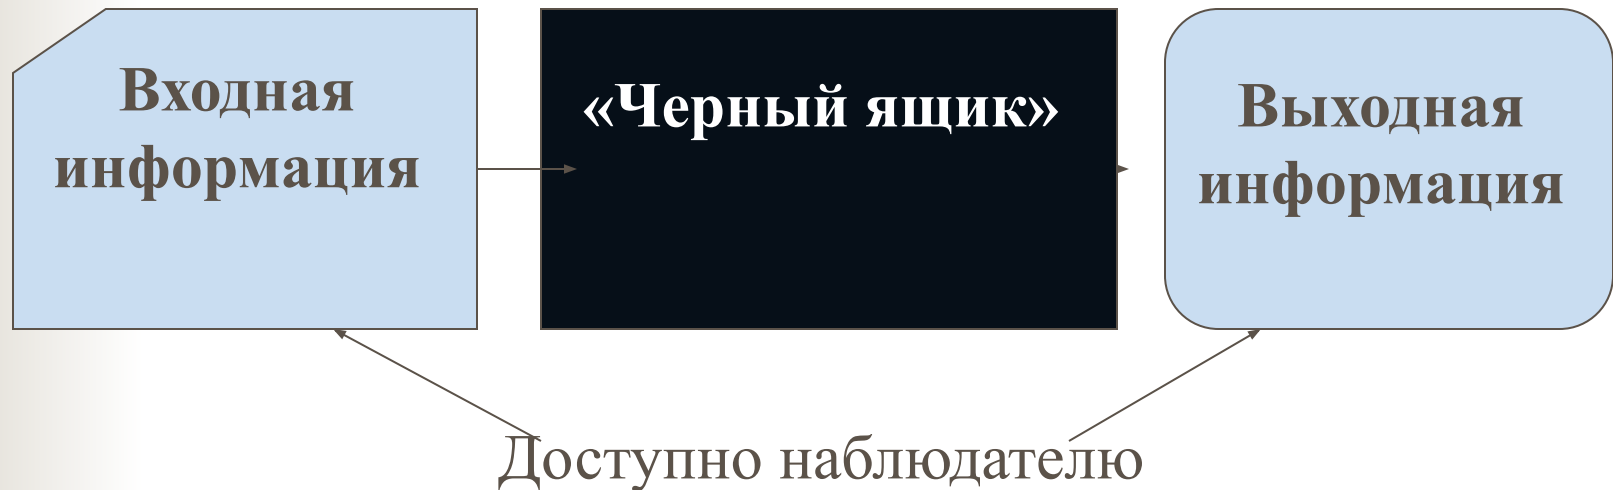 Входная
информация
«Черный ящик»
Выходная
информация
Доступно наблюдателю